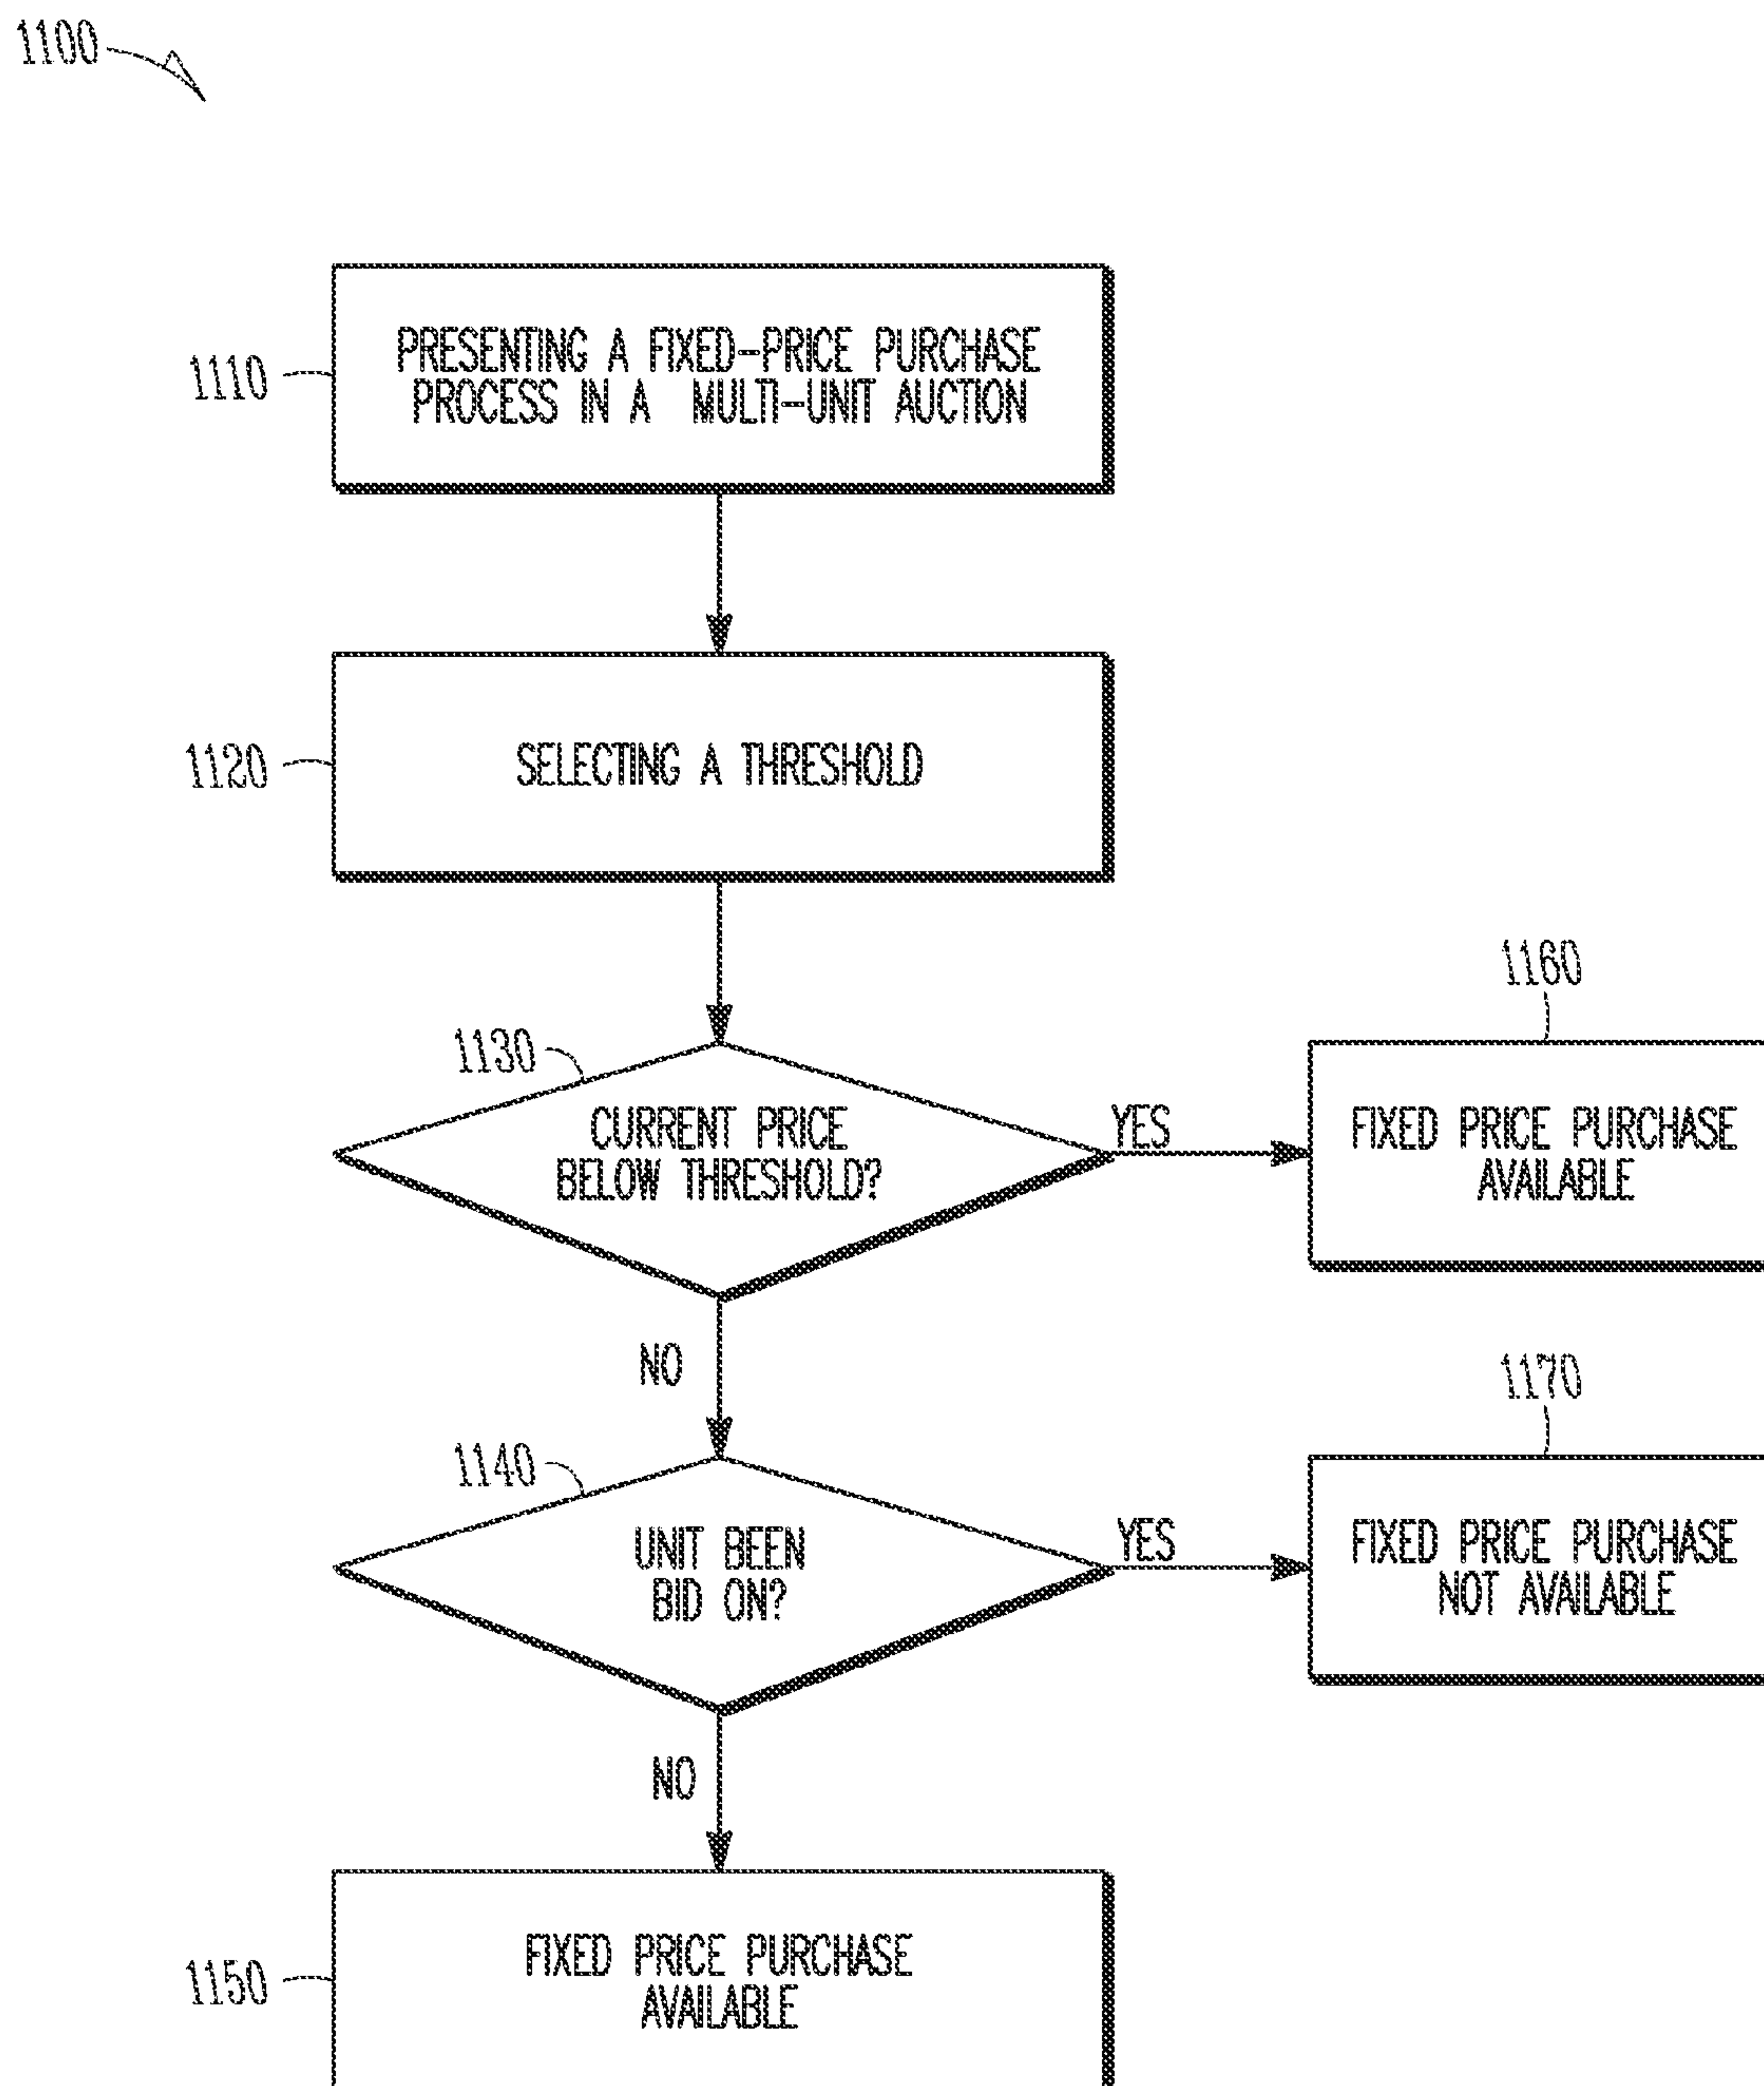 1100
1110
PRESENTING A FIXED-PRICE PURCHASE
PROCESS IN A MULTI-UNIT AUCTION
1120
SELECTING A THRESHOLD
1130
CURRENT PRICE
BELOW THRESHOLD?
YES
1160
FIXED PRICE PURCHASE
AVAILABLE
NO
1140
UNIT BEEN
BID ON?
YES
1170
FIXED PRICE PURCHASE
NOT AVAILABLE
NO
1150
FIXED PRICE PURCHASE
AVAILABLE